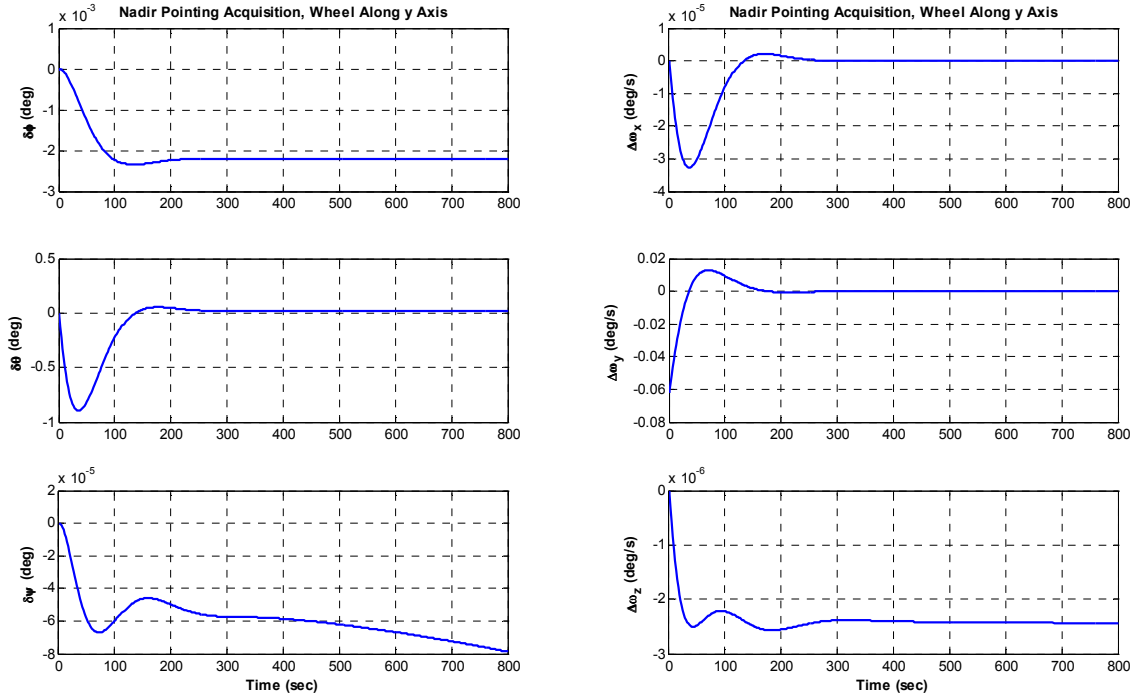 Nadir Pointing Acquisition, Wheel Along y Axis
x 10⁻³
1
0
-1
-2
-3
δϕ (deg)
0 100 200 300 400 500 600 700 800
0.5
0
-0.5
-1
δθ (deg)
0 100 200 300 400 500 600 700 800
x 10⁻⁵
2
0
-2
-4
-6
-8
δψ (deg)
0 100 200 300 400 500 600 700 800
Time (sec)
Nadir Pointing Acquisition, Wheel Along y Axis
x 10⁻⁵
1
0
-1
-2
-3
-4
Δωₓ (deg/s)
0 100 200 300 400 500 600 700 800
0.02
0
-0.02
-0.04
-0.06
-0.08
Δω_y (deg/s)
0 100 200 300 400 500 600 700 800
x 10⁻⁶
0
-1
-2
-3
Δω_z (deg/s)
0 100 200 300 400 500 600 700 800
Time (sec)